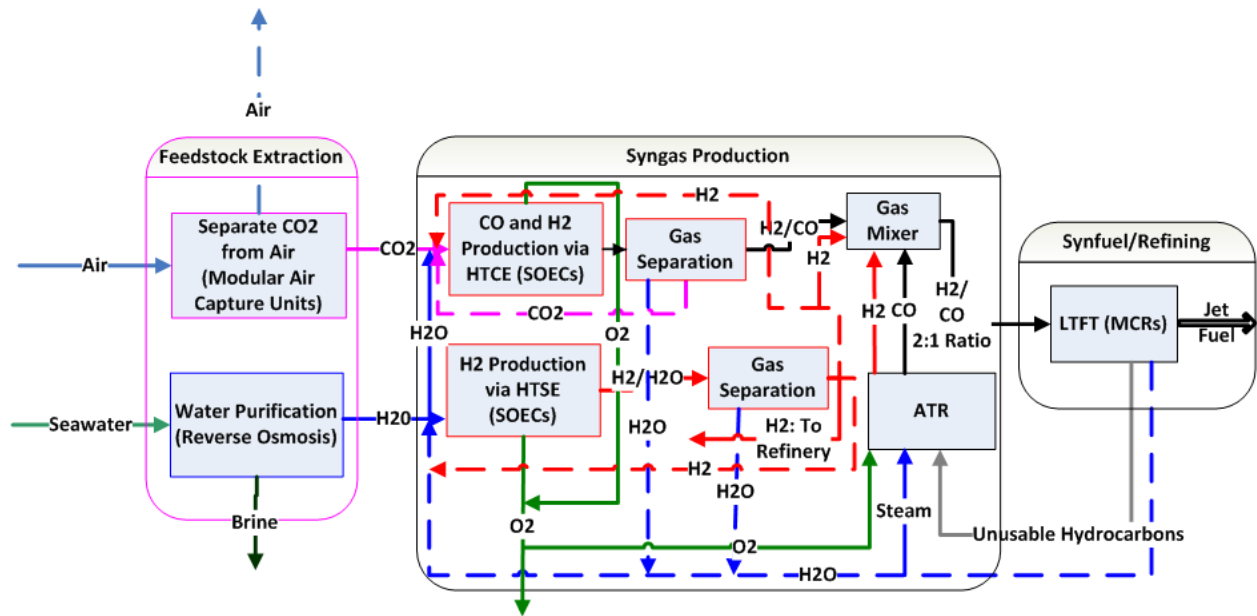 Air
Feedstock Extraction
Syngas Production
Synfuel/Refining
H2
Separate CO2
from Air
(Modular Air
Capture Units)
Air
CO2
CO and H2
Production via
HTCE (SOECs)
Gas
Separation
H2/CO
Gas
Mixer
H2
H2/
CO
2:1 Ratio
CO2
H2O
O2
H2
CO
LTFT (MCRs)
Jet
Fuel
H2 Production
via HTSE
(SOECs)
H2/H2O
Gas
Separation
ATR
Seawater
Water Purification
(Reverse Osmosis)
H20
H2O
H2: To
Refinery
H2
H2O
Steam
Brine
O2
O2
Unusable Hydrocarbons
H2O